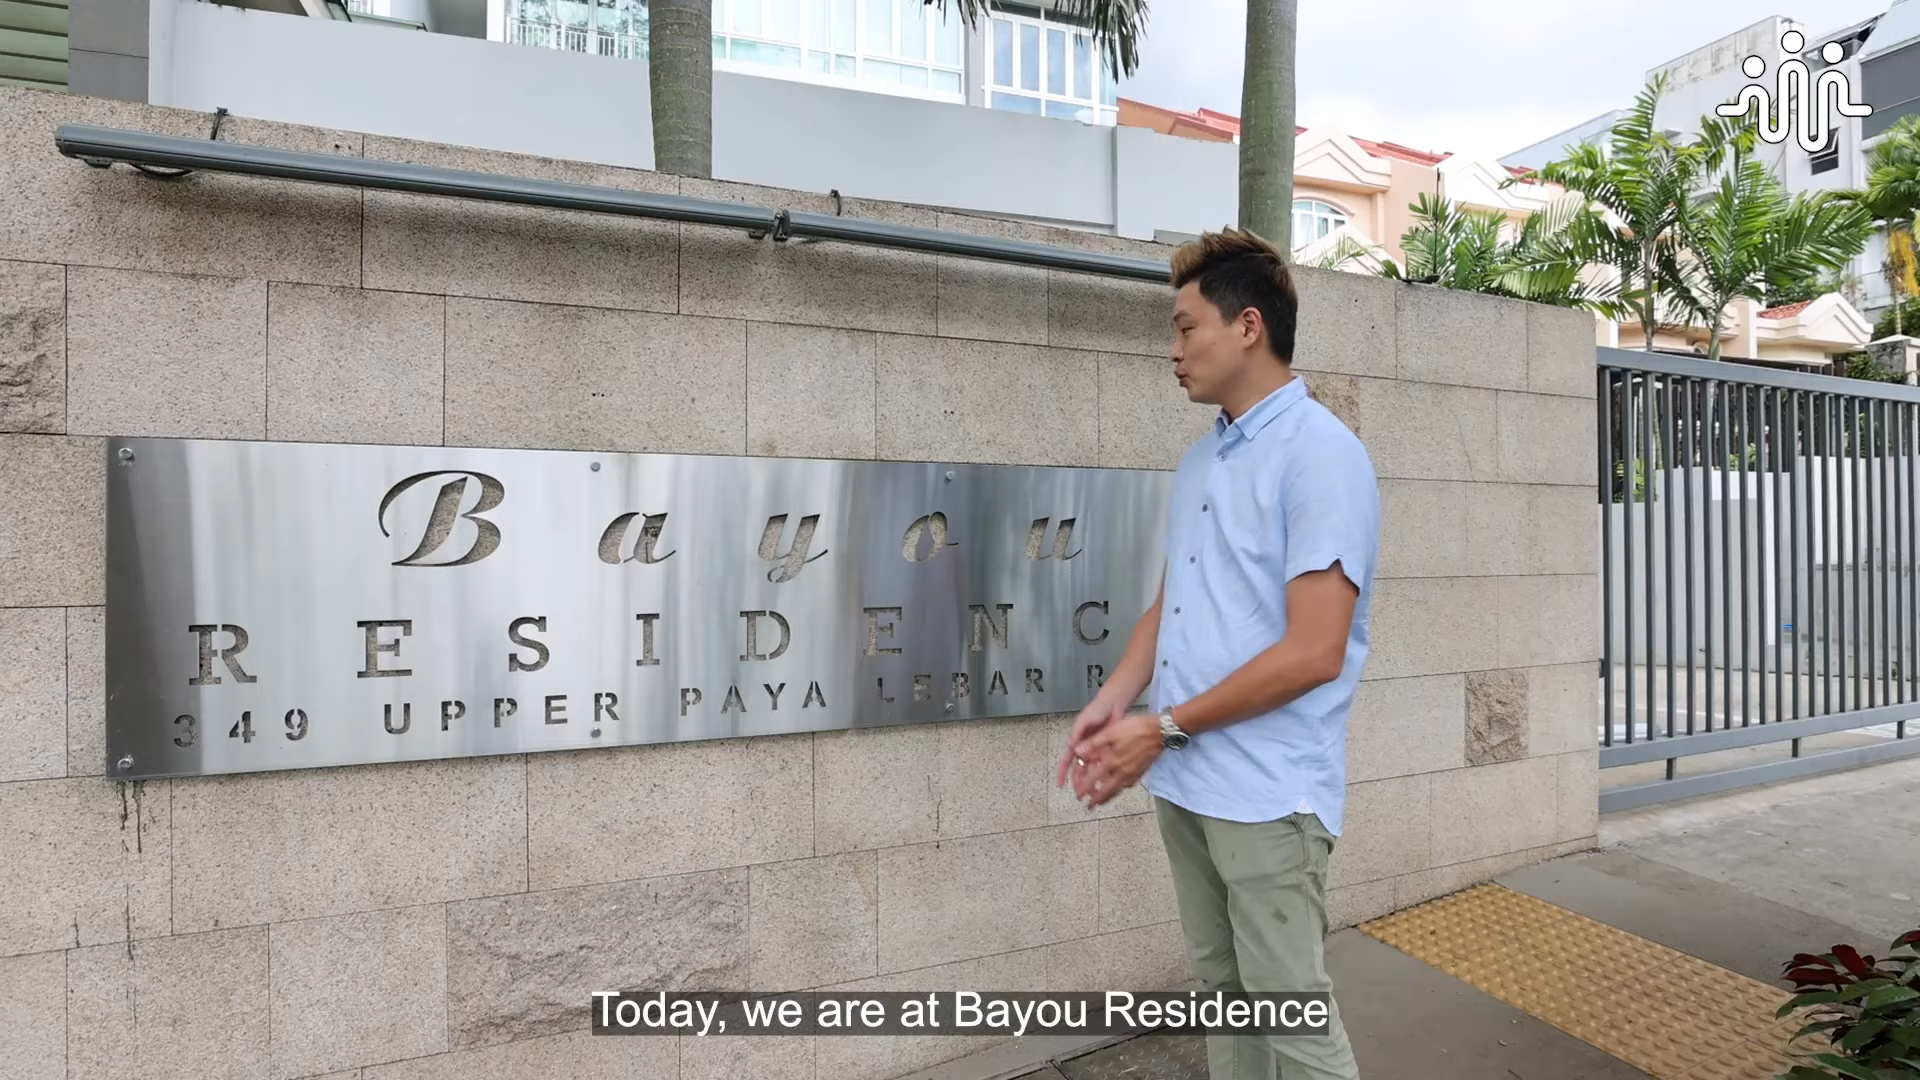 Bayou
RESIDENC
349 UPPER PAYA LEBAR R
Today, we are at Bayou Residence